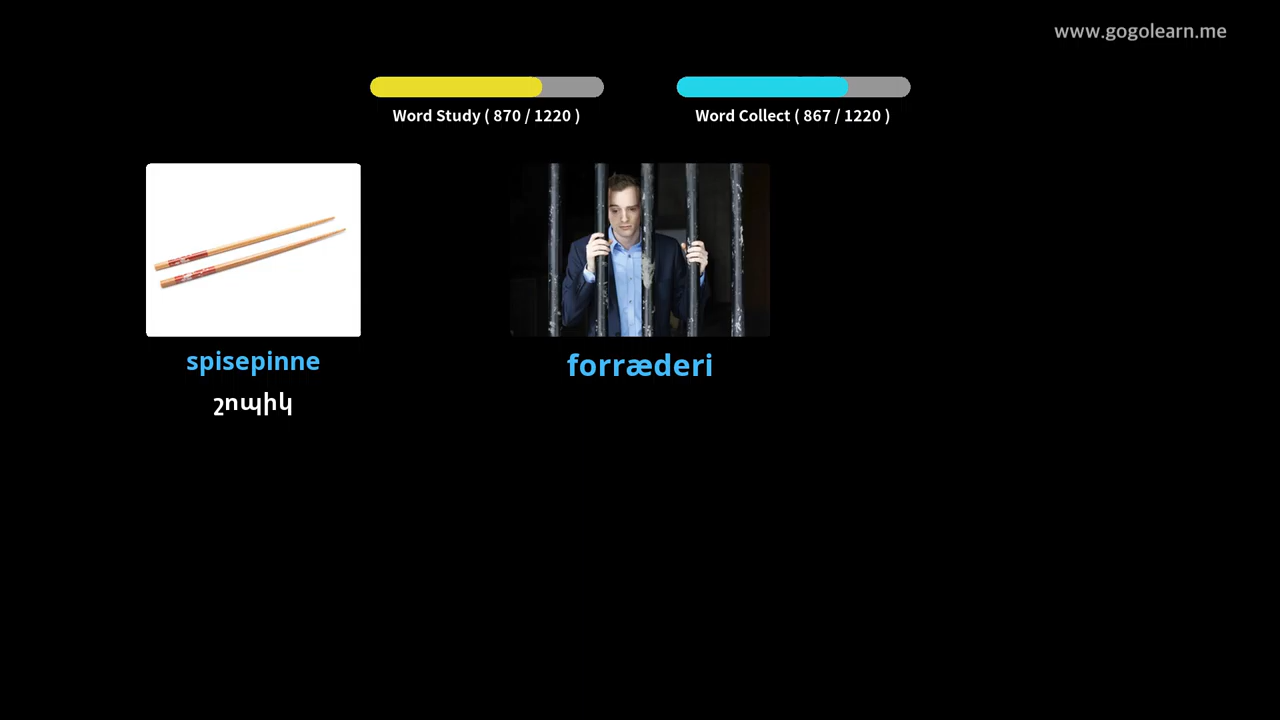 www.gogolearn.me
Word Study ( 870 / 1220 )
Word Collect ( 867 / 1220 )
spisepinne
շոպիկ
forræderi